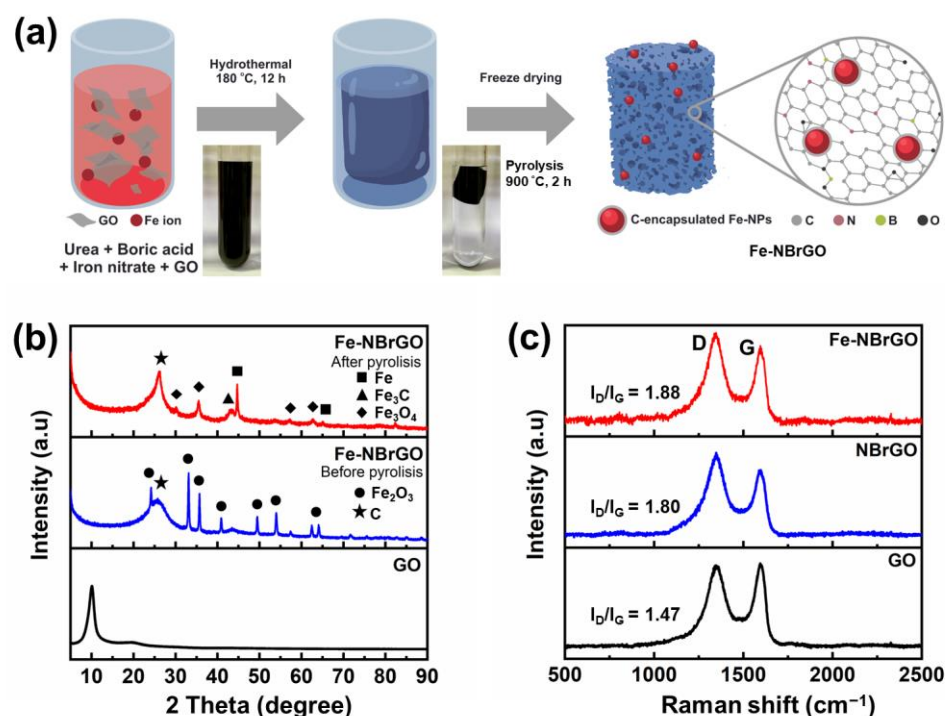 (a)
Hydrothermal
180 °C, 12 h
Freeze drying
Pyrolysis
900 °C, 2 h
GO Fe ion
Urea + Boric acid
+ Iron nitrate + GO
C-encapsulated Fe-NPs C N B O
Fe-NBrGO
(b)
Fe-NBrGO
After pyrolisis
Fe
Fe3C
Fe3O4
Fe-NBrGO
Before pyrolisis
Fe2O3
C
GO
Intensity (a.u)
10 20 30 40 50 60 70 80 90
2 Theta (degree)
(c)
Fe-NBrGO
D G
ID/IG = 1.88
NBrGO
ID/IG = 1.80
GO
ID/IG = 1.47
Intensity (a.u)
500 1000 1500 2000 2500
Raman shift (cm−1)